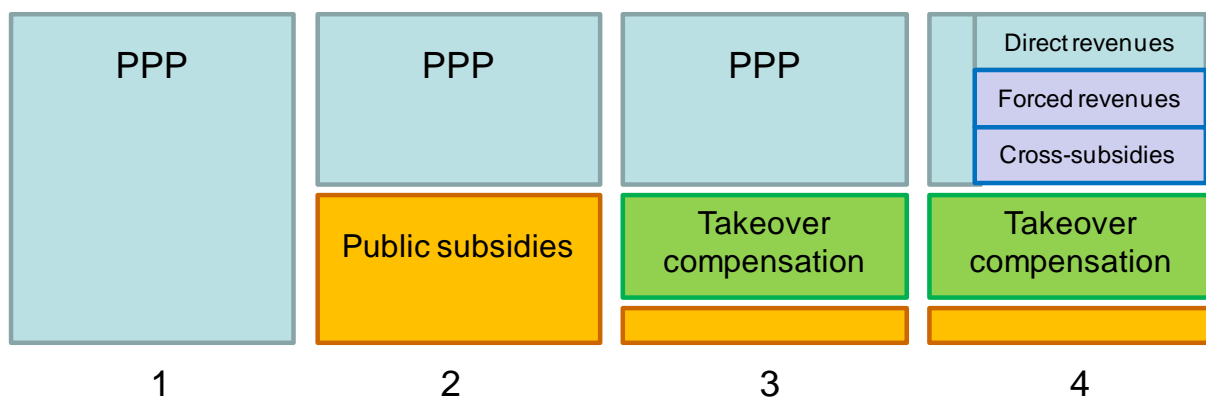 PPP
PPP
PPP
Direct revenues
Forced revenues
Cross-subsidies
Public subsidies
Takeover
compensation
Takeover
compensation
1
2
3
4